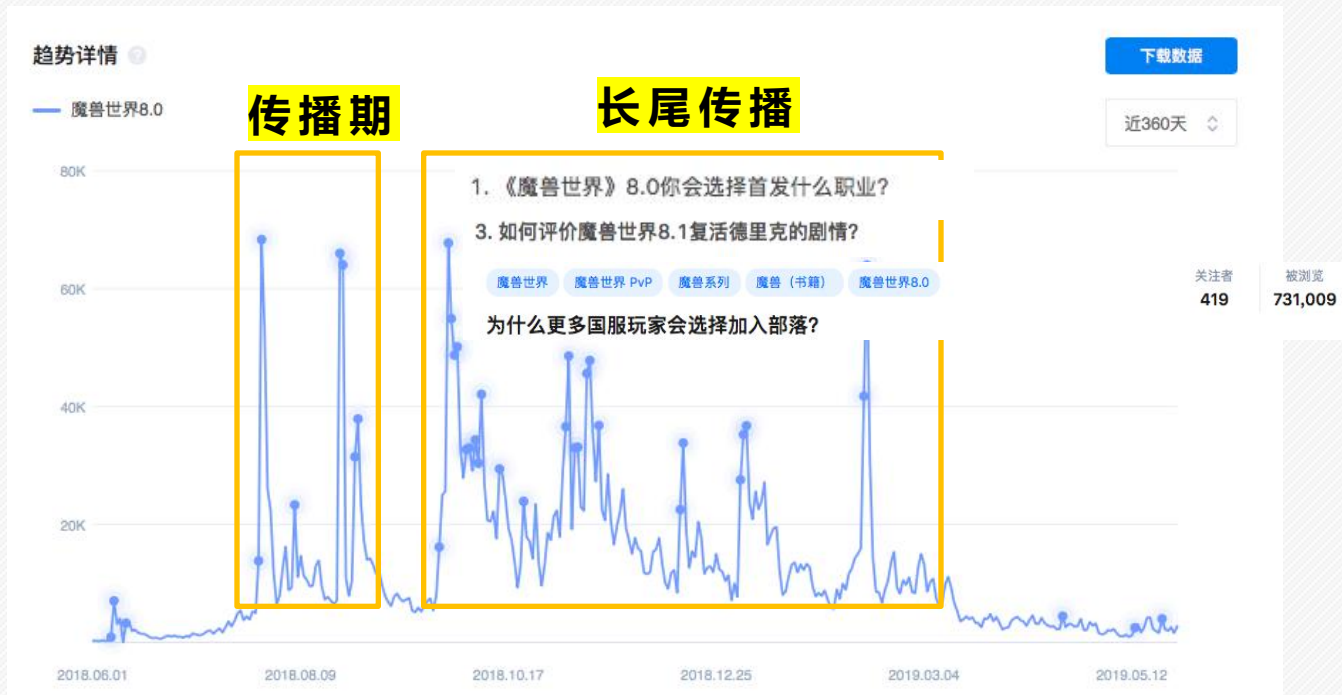 趋势详情
下载数据
魔兽世界8.0
传播期
长尾传播
近360天
80K
60K
40K
20K
1. 《魔兽世界》8.0你会选择首发什么职业?
3. 如何评价魔兽世界8.1复活德里克的剧情?
魔兽世界 魔兽世界 PvP 魔兽系列 魔兽（书籍） 魔兽世界8.0
为什么更多国服玩家会选择加入部落?
关注者 被浏览
419 731,009
2018.06.01 2018.08.09 2018.10.17 2018.12.25 2019.03.04 2019.05.12